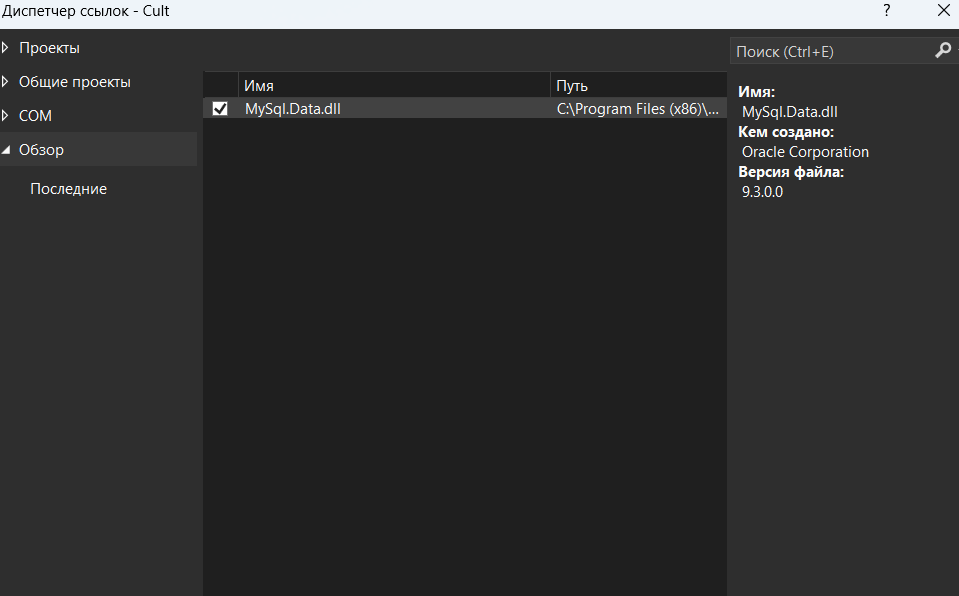 Диспетчер ссылок - Cult
?
Проекты
Общие проекты
COM
Обзор
Последние
Имя
Путь
MySql.Data.dll
C:\Program Files (x86)\...
Поиск (Ctrl+E)
Имя:
MySql.Data.dll
Кем создано:
Oracle Corporation
Версия файла:
9.3.0.0